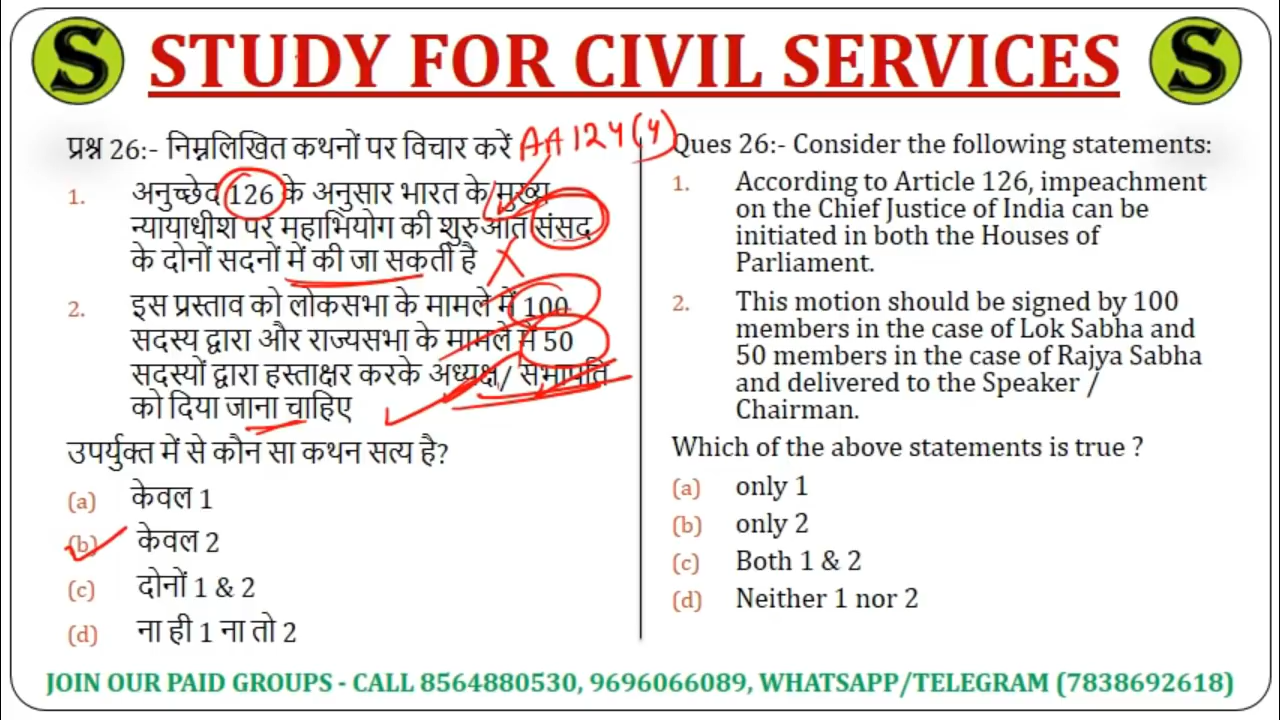 S STUDY FOR CIVIL SERVICES S
प्रश्न 26:- निम्नलिखित कथनों पर विचार करें AA 124(4)
1. अनुच्छेद 126 के अनुसार भारत के मुख्य
न्यायाधीश पर महाभियोग की शुरुआत संसद
के दोनों सदनों में की जा सकती है
2. इस प्रस्ताव को लोकसभा के मामले में 100
सदस्य द्वारा और राज्यसभा के मामले में 50
सदस्यों द्वारा हस्ताक्षर करके अध्यक्ष/ सभापति
को दिया जाना चाहिए
उपर्युक्त में से कौन सा कथन सत्य है?
(a) केवल 1
(b) केवल 2
(c) दोनों 1 & 2
(d) ना ही 1 ना तो 2
Ques 26:- Consider the following statements:
1. According to Article 126, impeachment
on the Chief Justice of India can be
initiated in both the Houses of
Parliament.
2. This motion should be signed by 100
members in the case of Lok Sabha and
50 members in the case of Rajya Sabha
and delivered to the Speaker /
Chairman.
Which of the above statements is true ?
(a) only 1
(b) only 2
(c) Both 1 & 2
(d) Neither 1 nor 2
JOIN OUR PAID GROUPS - CALL 8564880530, 9696066089, WHATSAPP/TELEGRAM (7838692618)